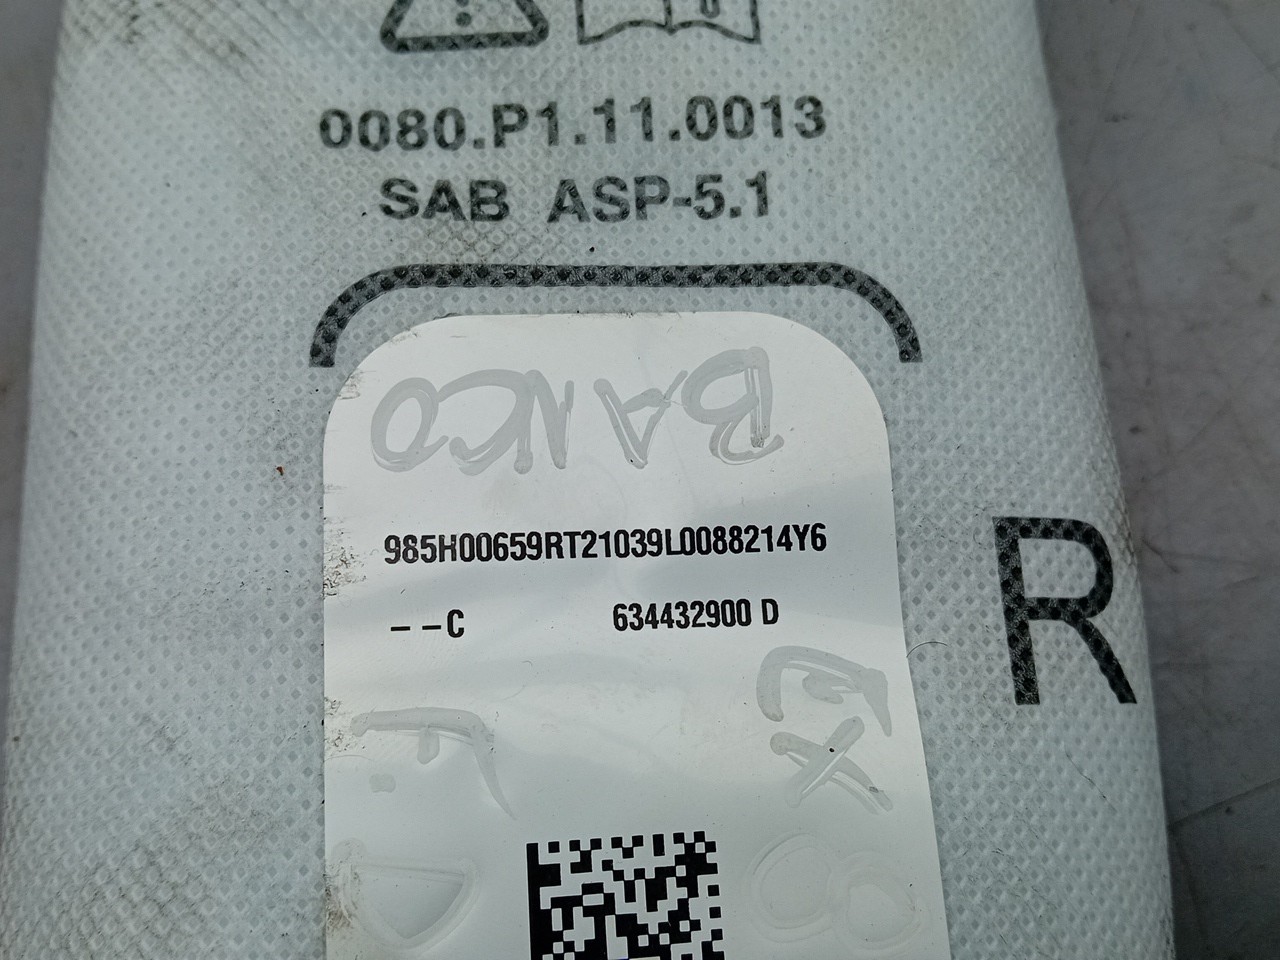 0080.P1.11.0013
SAB ASP-5.1
BANCO
985H00659RT21039L0088214Y6
R
– –C 634432900 D
F.D